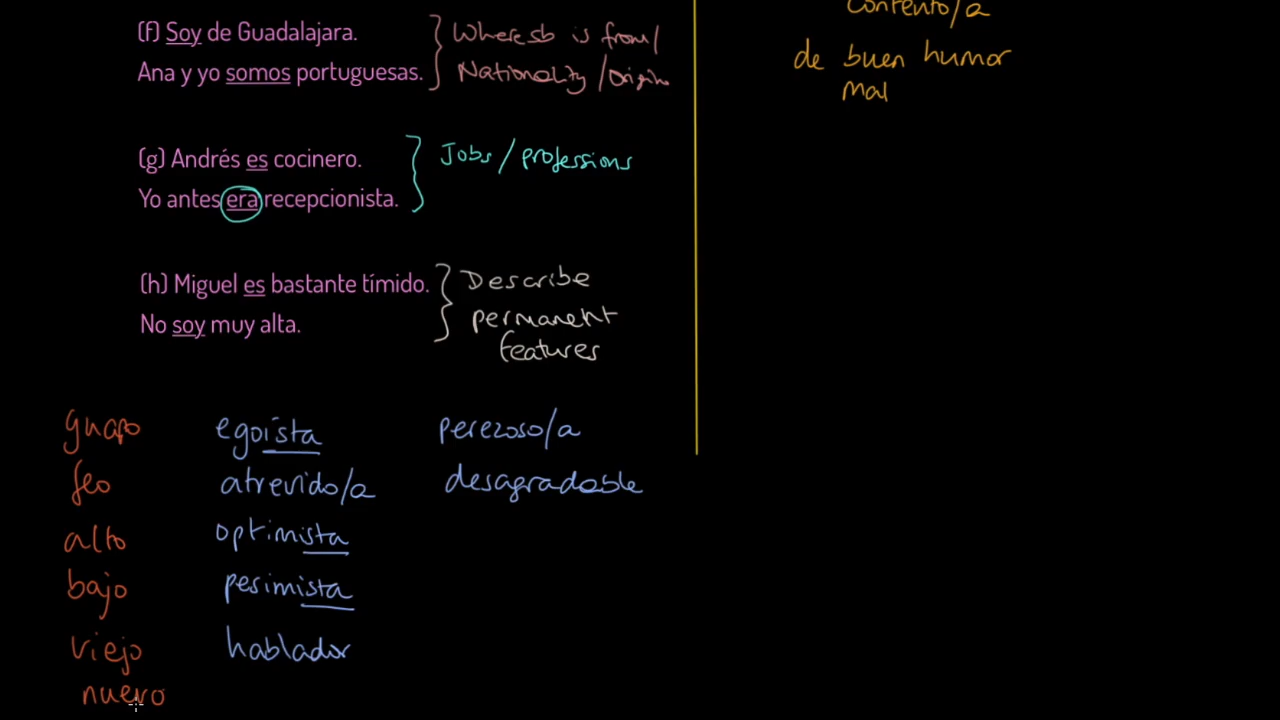 (f) Soy de Guadalajara.
Ana y yo somos portuguesas.
Where sb is from/
Nationality/origin
(g) Andrés es cocinero.
Yo antes era recepcionista.
Jobs/professions
(h) Miguel es bastante tímido.
No soy muy alta.
Describe
permanent
features
guapo
feo
alto
bajo
viejo
nuevo
egoísta
atrevido/a
optimista
pesimista
hablador
perezoso/a
desagradable
contento/a
de buen humor
mal